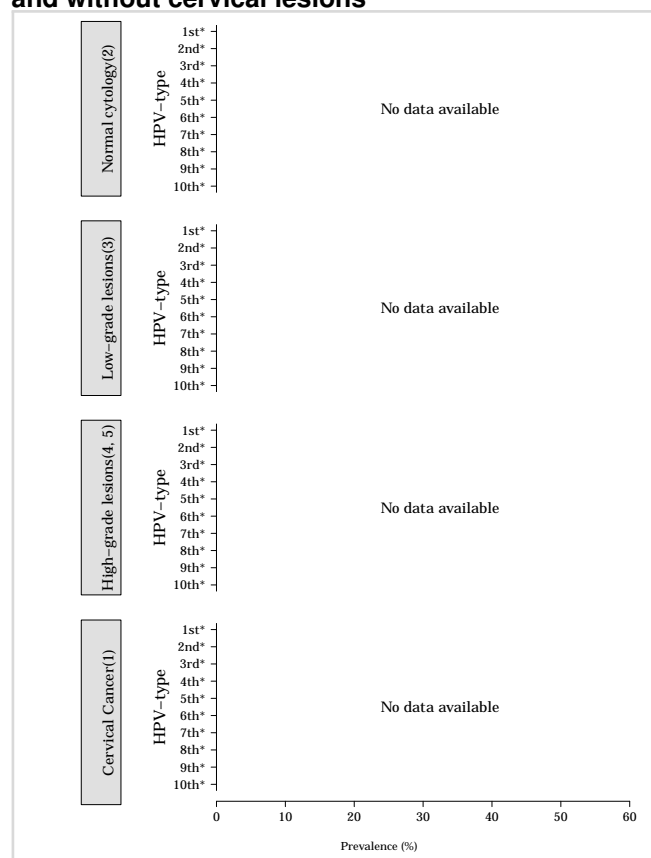 and without cervical lesions
Normal cytology(2)
HPV−type
1st*
2nd*
3rd*
4th*
5th*
6th*
7th*
8th*
9th*
10th*
No data available
Low−grade lesions(3)
HPV−type
1st*
2nd*
3rd*
4th*
5th*
6th*
7th*
8th*
9th*
10th*
No data available
High−grade lesions(4, 5)
HPV−type
1st*
2nd*
3rd*
4th*
5th*
6th*
7th*
8th*
9th*
10th*
No data available
Cervical Cancer(1)
HPV−type
1st*
2nd*
3rd*
4th*
5th*
6th*
7th*
8th*
9th*
10th*
No data available
0 10 20 30 40 50 60
Prevalence (%)